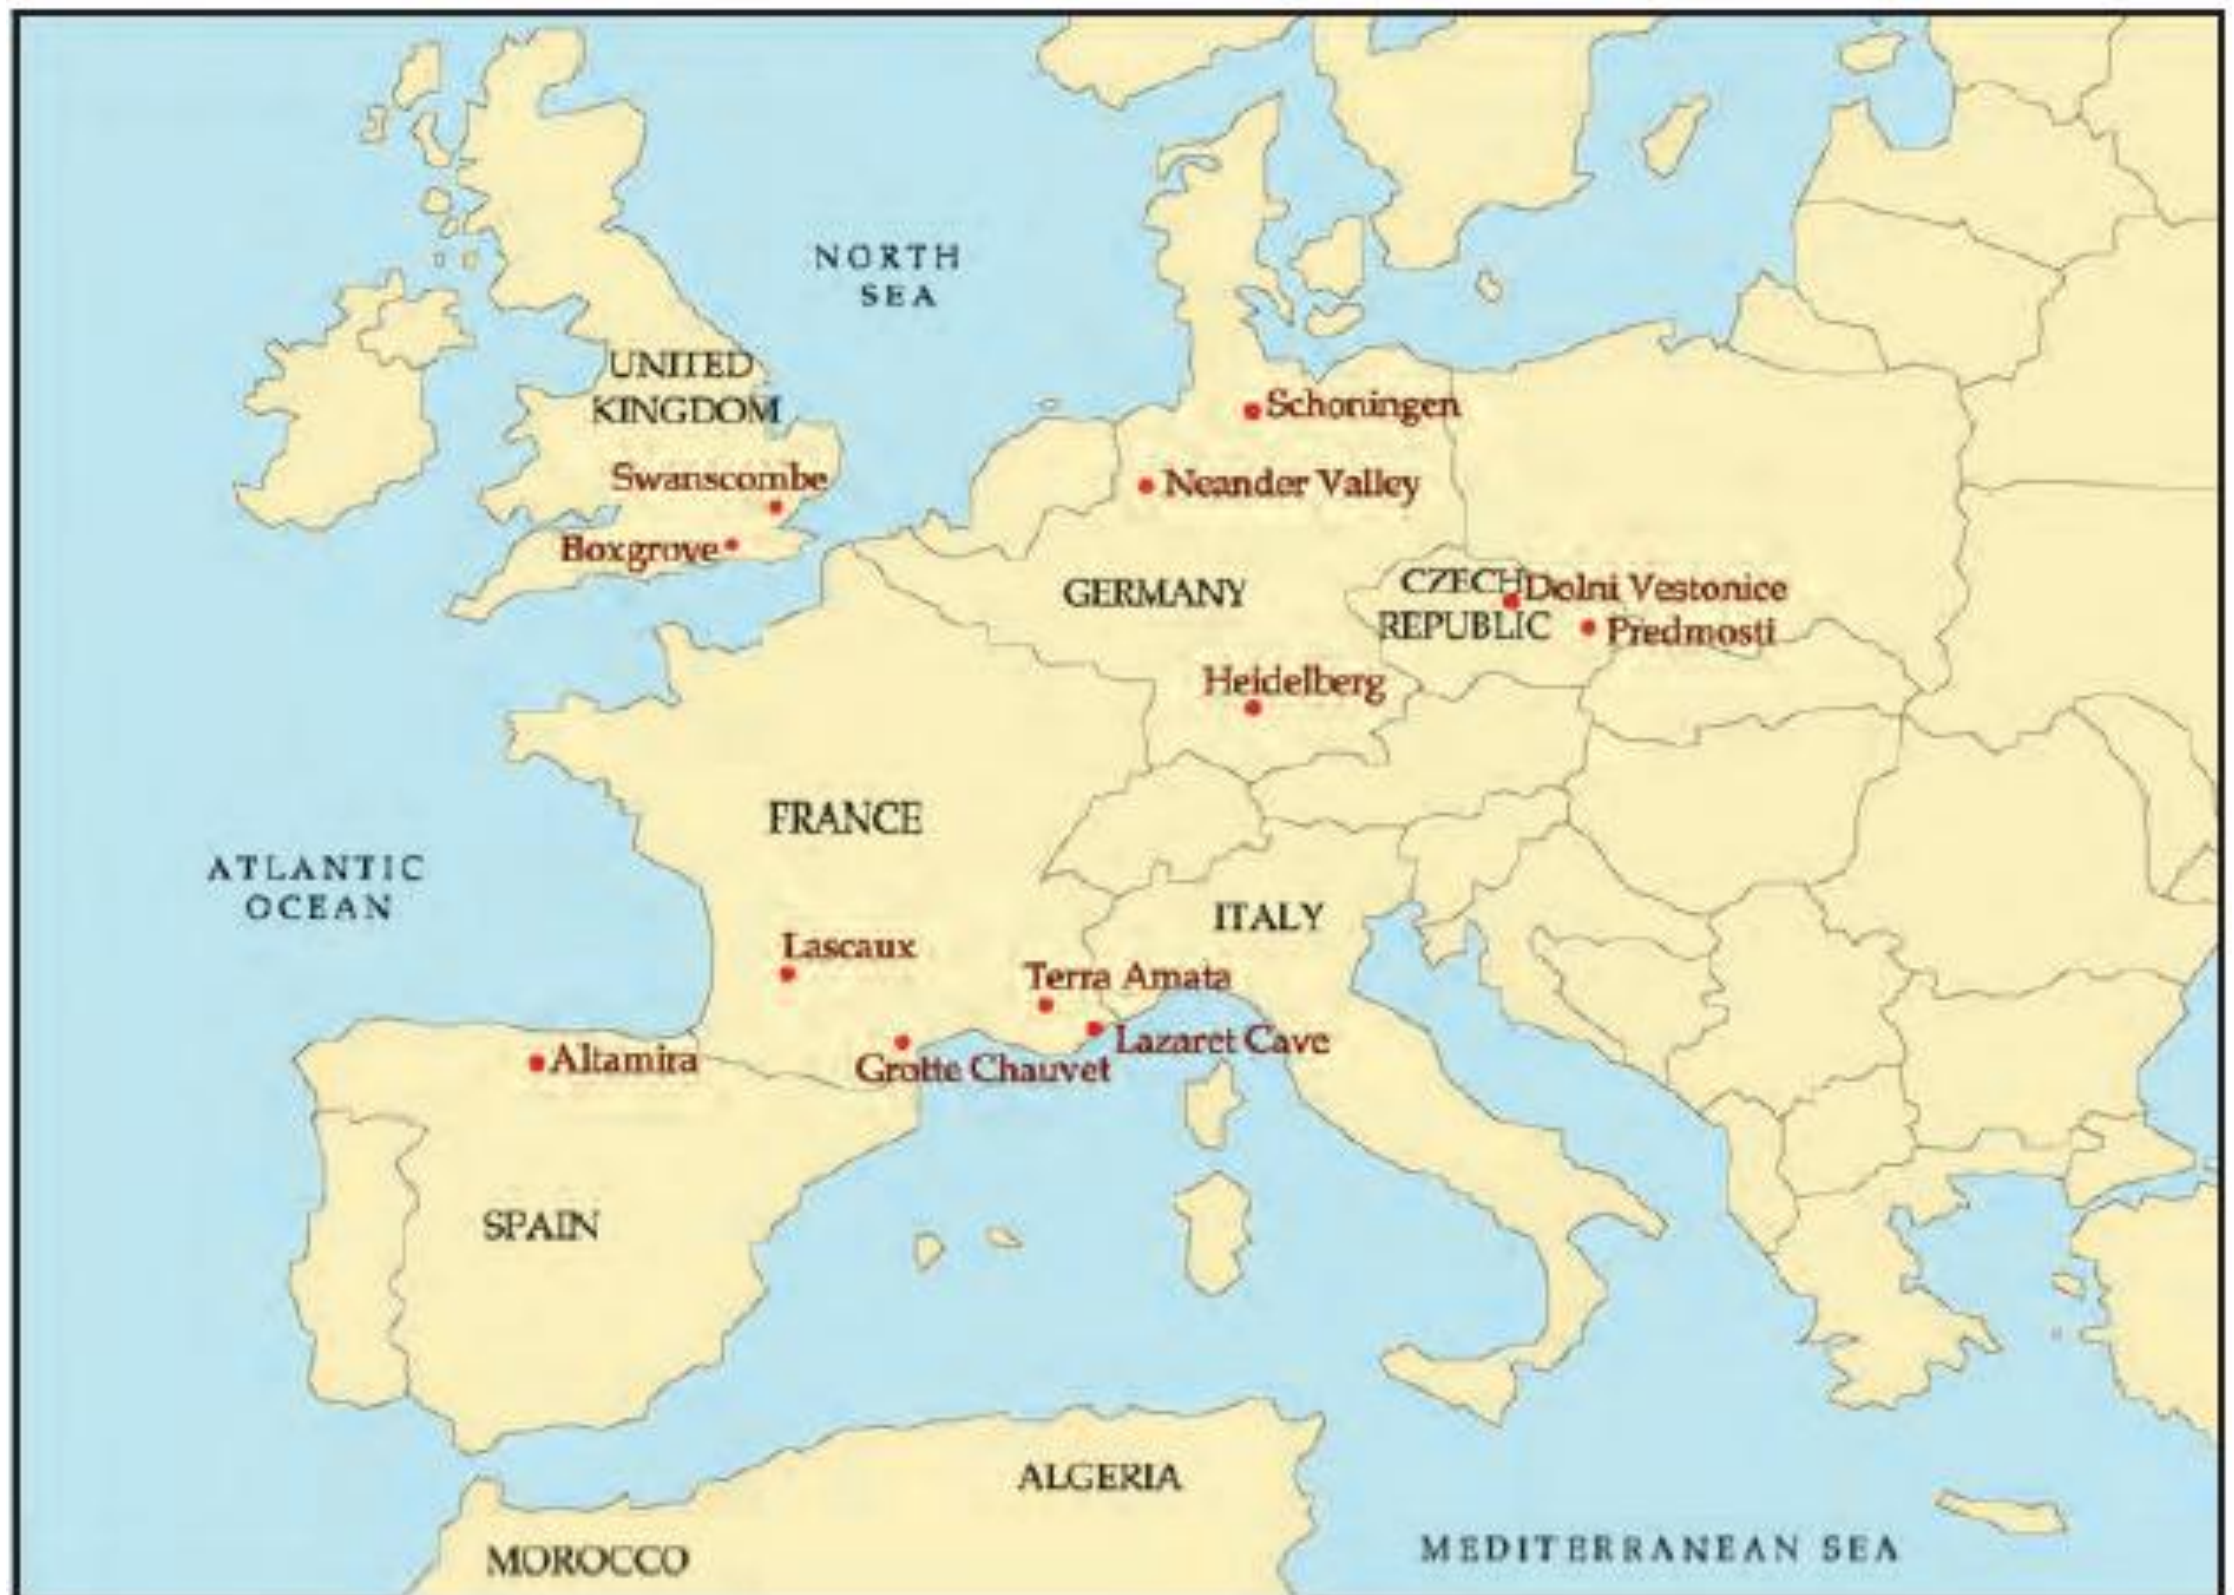 NORTH
SEA
UNITED
KINGDOM
Schoningen
Swanscombe
Neander Valley
Boxgrove
GERMANY
CZECH
REPUBLIC
Dolni Vestonice
Predmosti
Heidelberg
FRANCE
ATLANTIC
OCEAN
ITALY
Lascaux
Terra Amata
Lazaret Cave
Grotte Chauvet
Altamira
SPAIN
ALGERIA
MOROCCO
MEDITERRANEAN SEA